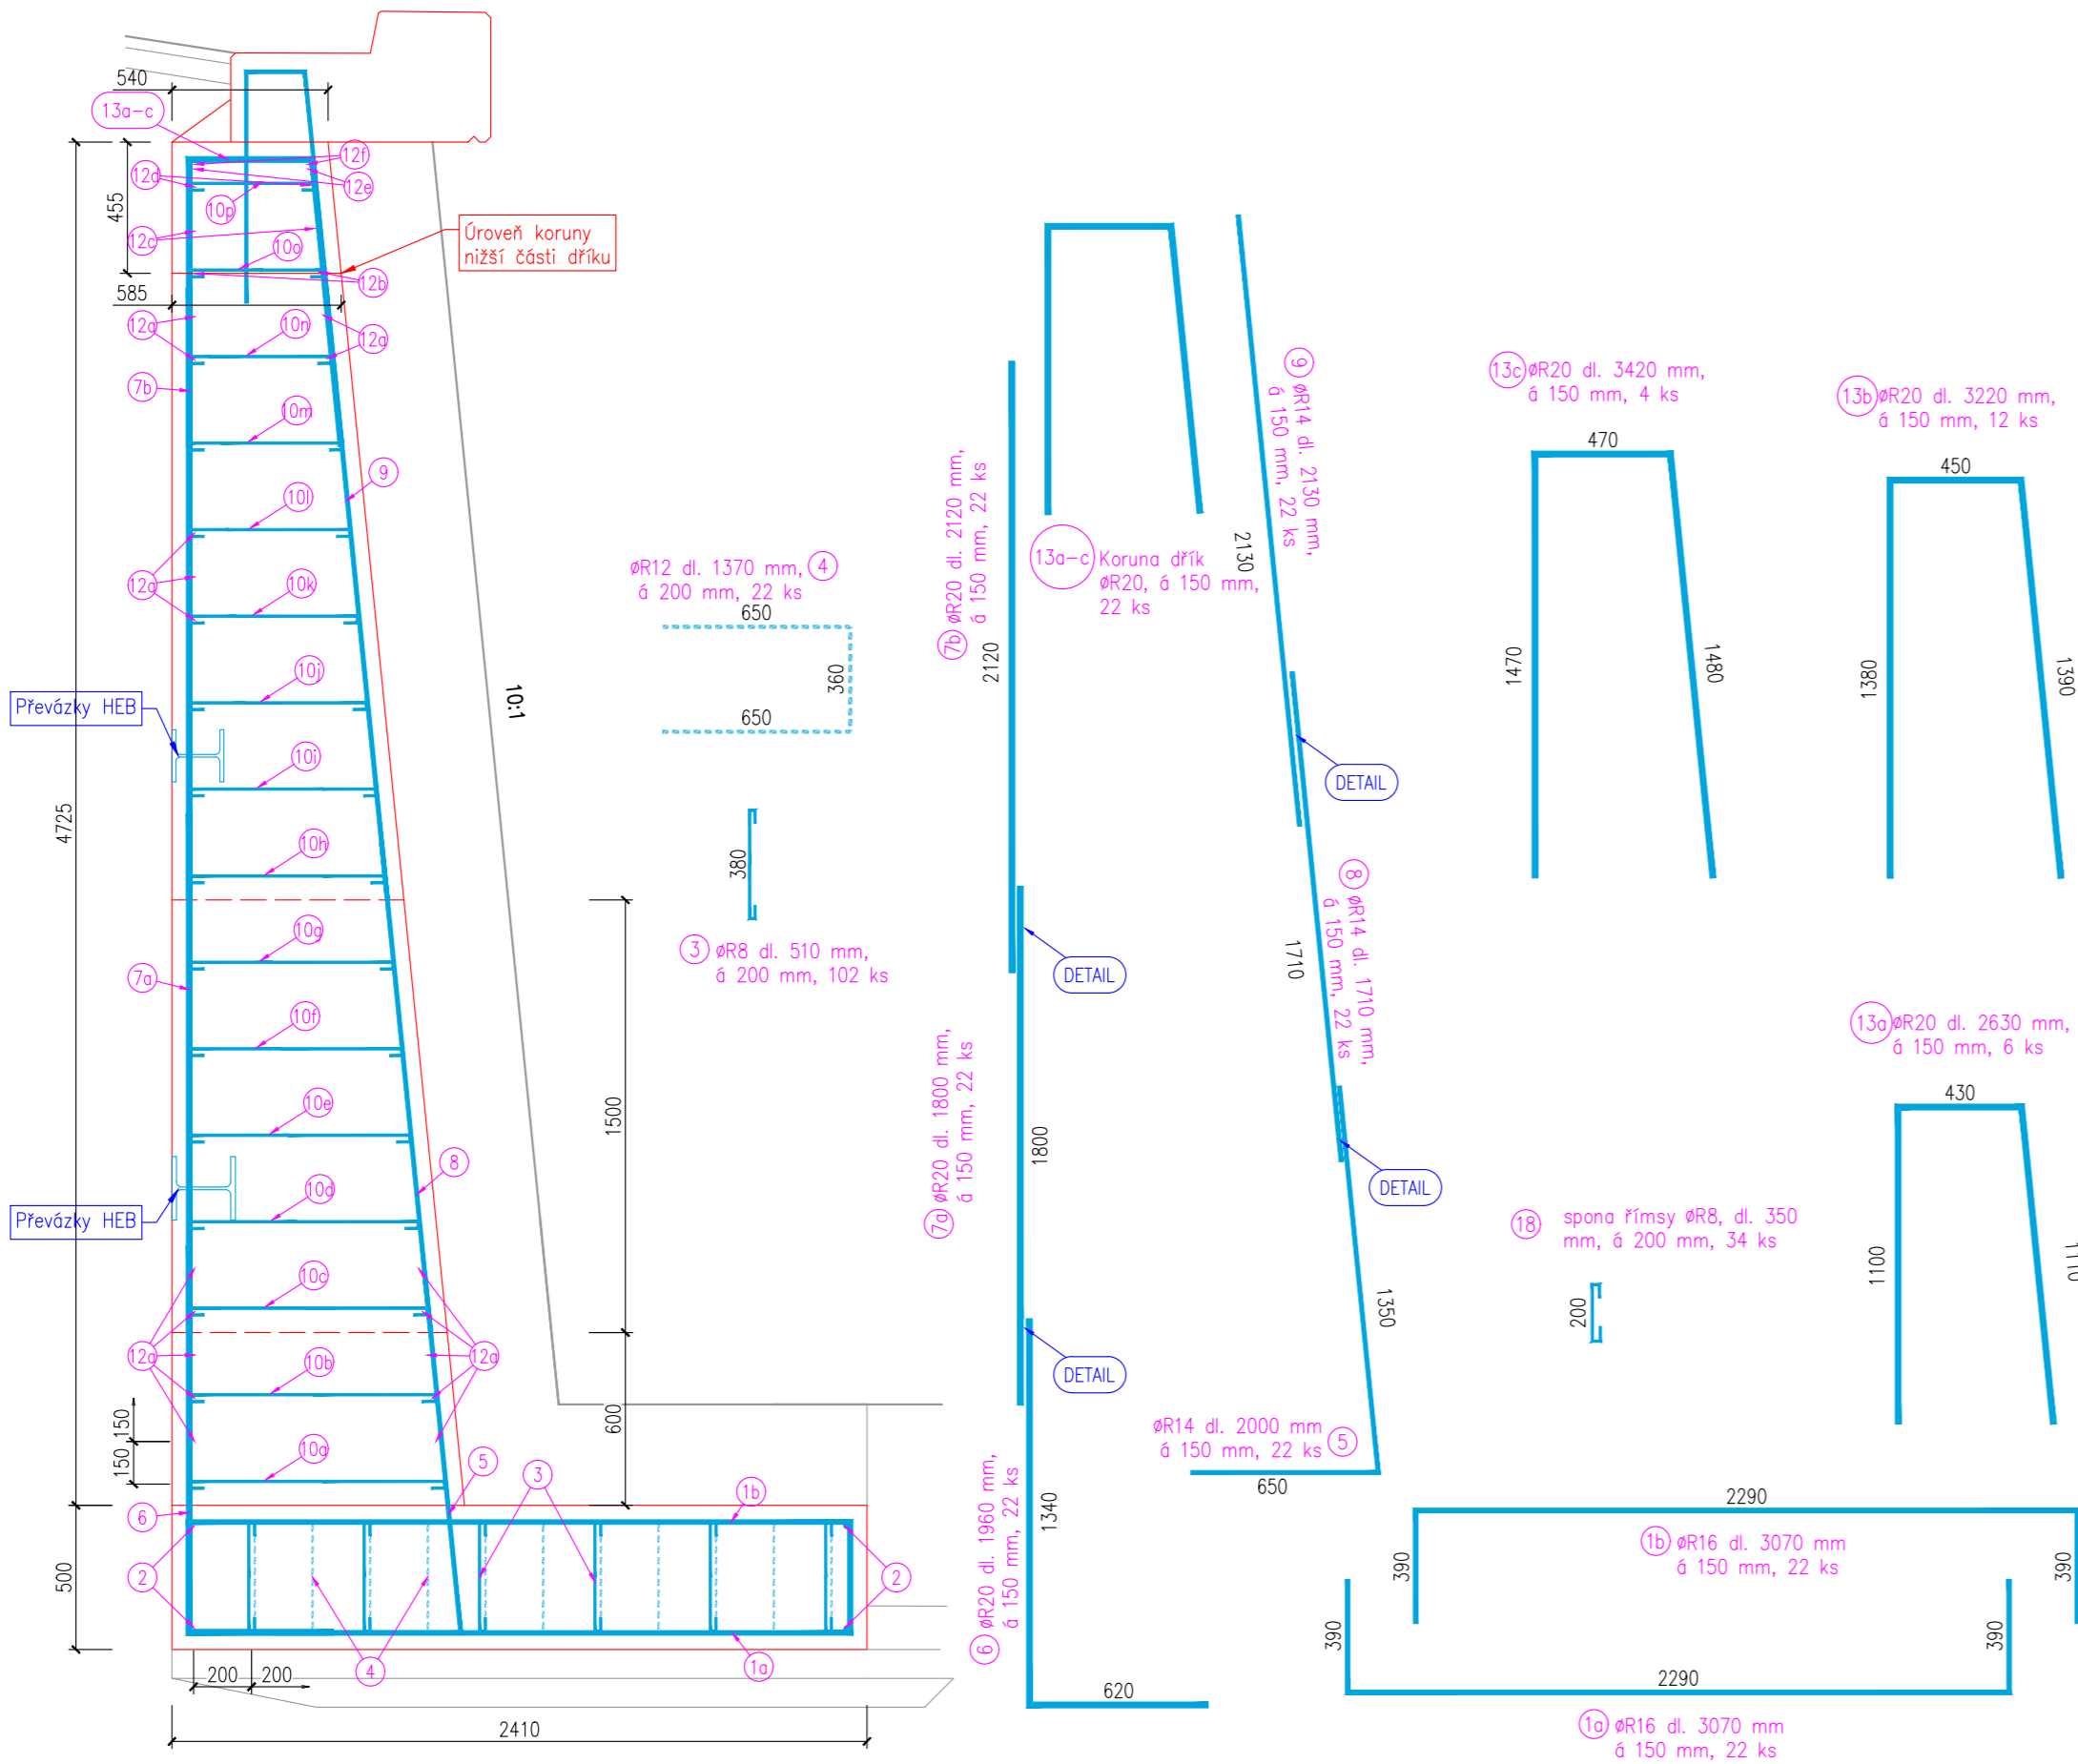 540
13a-c
12f
12d
12e
10p
455
12c
10o
Úroveň koruny
nižší části dříku
12b
585
12a
10n
12a
7b
10m
9
10l
12a
10k
10j
Převázky HEB
10:1
10i
4725
10h
10g
7a
10f
10e
1500
8
10d
Převázky HEB
10c
12a
12a
10b
600
150
150
10a
5
3
6
1b
500
2
2
4
1a
200
200
2410
øR12 dl. 1370 mm, 4
á 200 mm, 22 ks
650
360
650
380
3 øR8 dl. 510 mm,
á 200 mm, 102 ks
7b øR20 dl. 2120 mm,
á 150 mm, 22 ks
2120
13a-c Koruna dřík
øR20, á 150 mm,
22 ks
9 øR14 dl. 2130 mm,
á 150 mm, 22 ks
2130
DETAIL
DETAIL
8 øR14 dl. 1710 mm,
á 150 mm, 22 ks
1710
7a øR20 dl. 1800 mm,
á 150 mm, 22 ks
1800
DETAIL
DETAIL
1350
øR14 dl. 2000 mm
á 150 mm, 22 ks 5
650
6 øR20 dl. 1960 mm,
á 150 mm, 22 ks
1340
620
13c øR20 dl. 3420 mm,
á 150 mm, 4 ks
470
1470
1480
13b øR20 dl. 3220 mm,
á 150 mm, 12 ks
450
1380
1390
13a øR20 dl. 2630 mm,
á 150 mm, 6 ks
430
1100
1110
18 spona římsy øR8, dl. 350
mm, á 200 mm, 34 ks
200
2290
1b øR16 dl. 3070 mm
á 150 mm, 22 ks
390
390
390
390
2290
1a øR16 dl. 3070 mm
á 150 mm, 22 ks